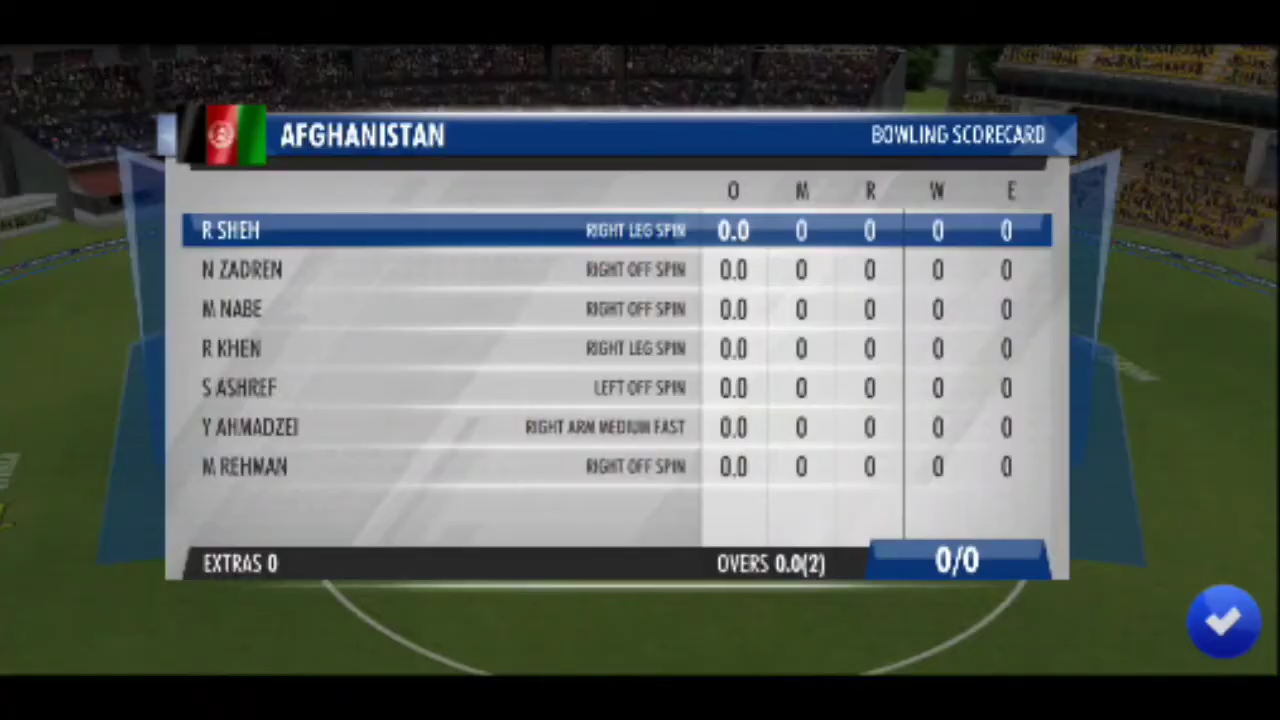 AFGHANISTAN BOWLING SCORECARD
O M R W E
R SHEH RIGHT LEG SPIN 0.0 0 0 0 0
N ZADREN RIGHT OFF SPIN 0.0 0 0 0 0
M NABE RIGHT OFF SPIN 0.0 0 0 0 0
R KHEN RIGHT LEG SPIN 0.0 0 0 0 0
S ASHREF LEFT OFF SPIN 0.0 0 0 0 0
Y AHMADZEI RIGHT ARM MEDIUM FAST 0.0 0 0 0 0
M REHMAN RIGHT OFF SPIN 0.0 0 0 0 0
EXTRAS 0 OVERS 0.0(2) 0/0